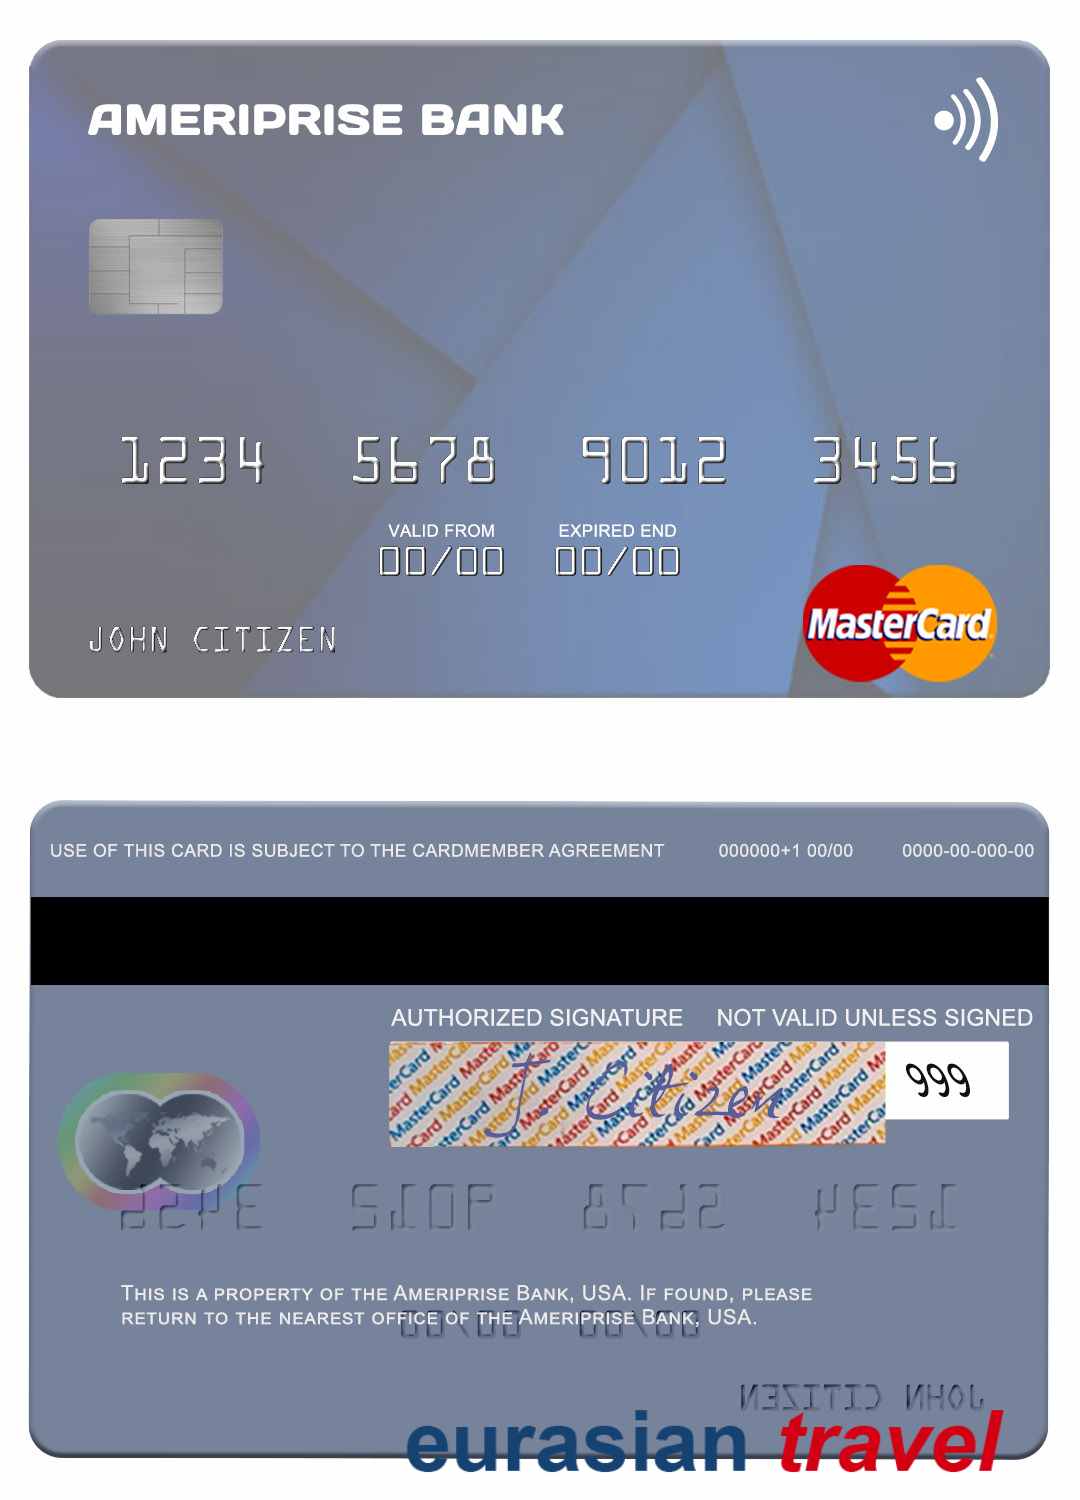 AMERIPRISE BANK
1234 5678 9012 3456
VALID FROM EXPIRED END
00/00 00/00
JOHN CITIZEN
MasterCard
USE OF THIS CARD IS SUBJECT TO THE CARDMEMBER AGREEMENT 000000+1 00/00 0000-00-000-00
AUTHORIZED SIGNATURE NOT VALID UNLESS SIGNED
J. Citizen 999
THIS IS A PROPERTY OF THE AMERIPRISE BANK, USA. IF FOUND, PLEASE
RETURN TO THE NEAREST OFFICE OF THE AMERIPRISE BANK, USA.
JOHN CITIZEN
eurasian travel